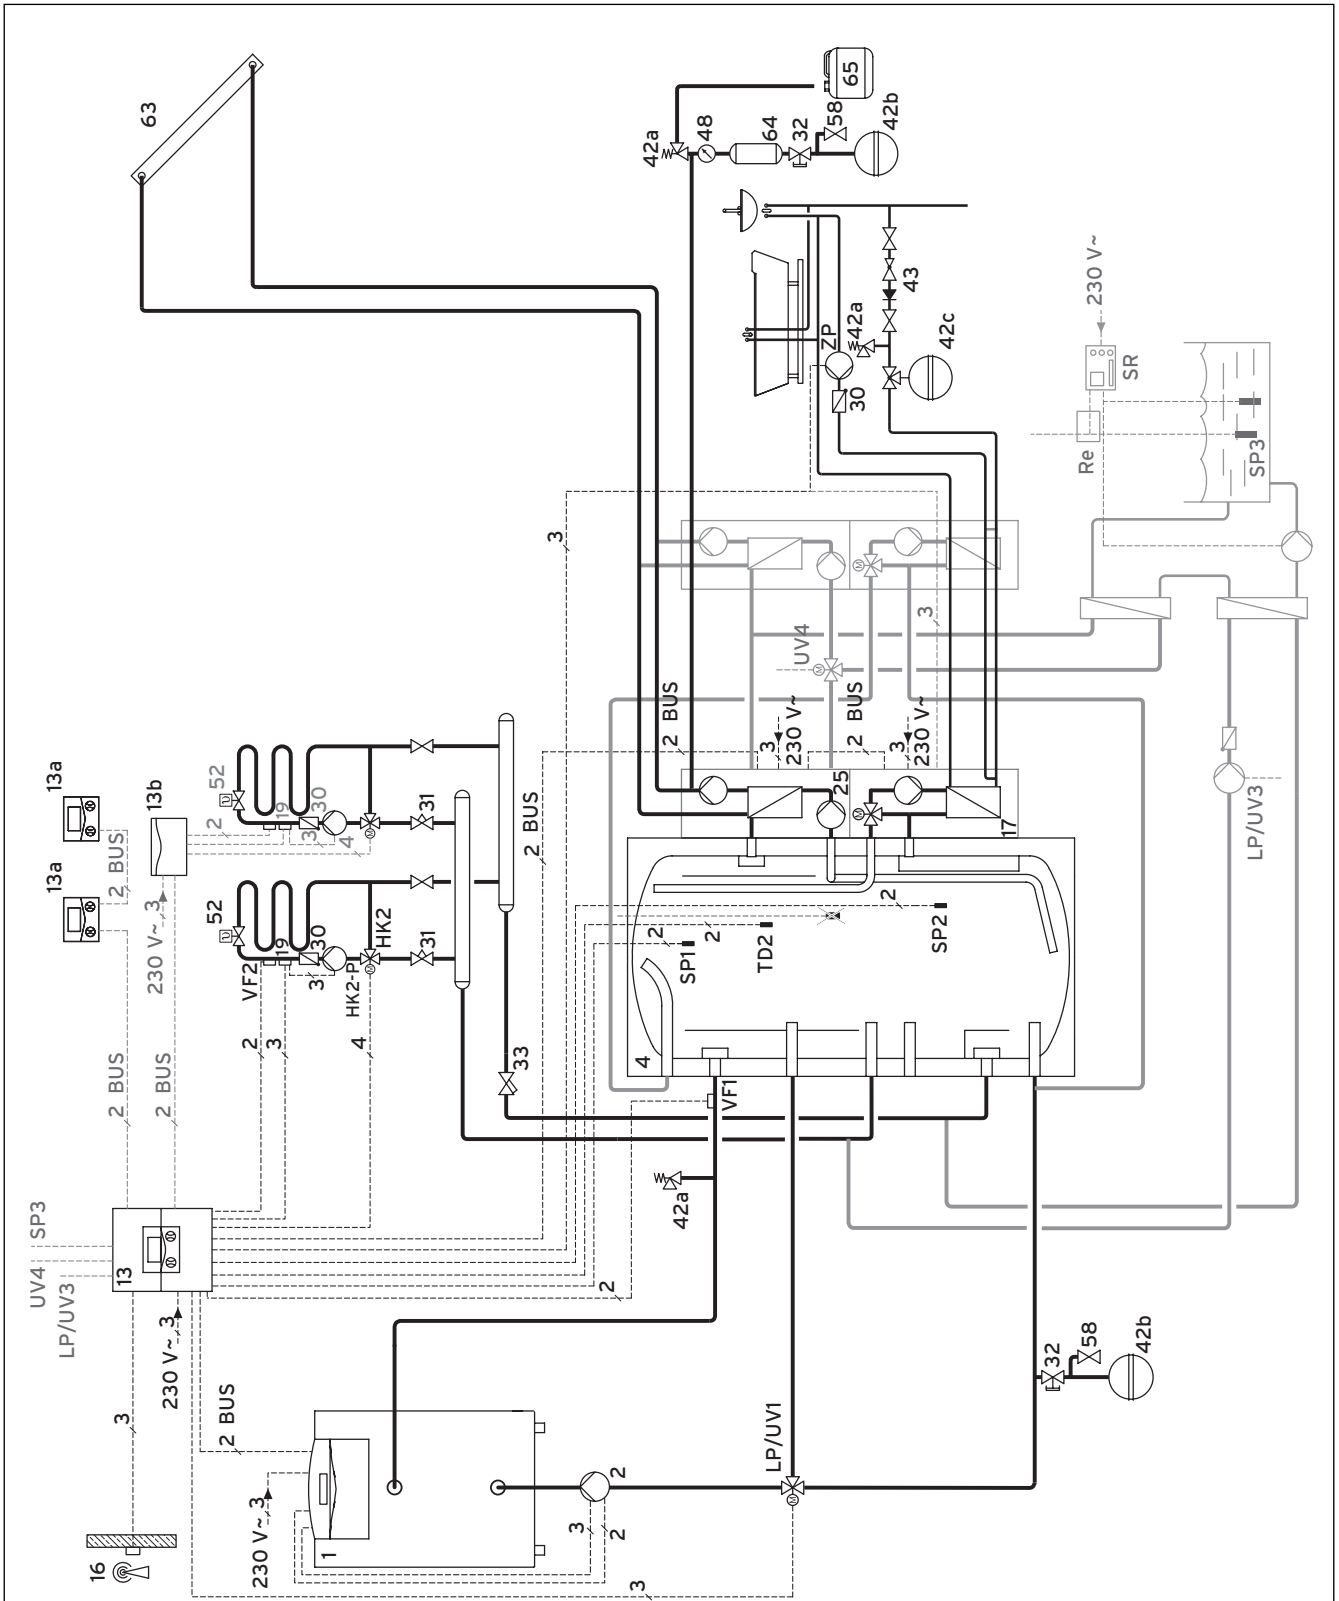 63
65
42a
48
64
32
58
42b
43
ZP
42a
42c
30
230 V~
SR
Re
SP3
3
3
UV4
2 BUS
3
230 V~
2 BUS
3
230 V~
25
17
LP/UV3
13a
13a
2 BUS
13b
230 V~ 3
2 BUS
2 BUS
52
19
30
2
3
4
31
52
VF2
19
30
3
HK2-P
HK2
31
2
3
4
33
2 BUS
4
SP1
2
TD2
2
SP2
2
VF1
42a
2
SP3
UV4
LP/UV3
13
230 V~ 3
3
2 BUS
16
230 V~ 3
1
2
3
2
LP/UV1
3
32
58
42b